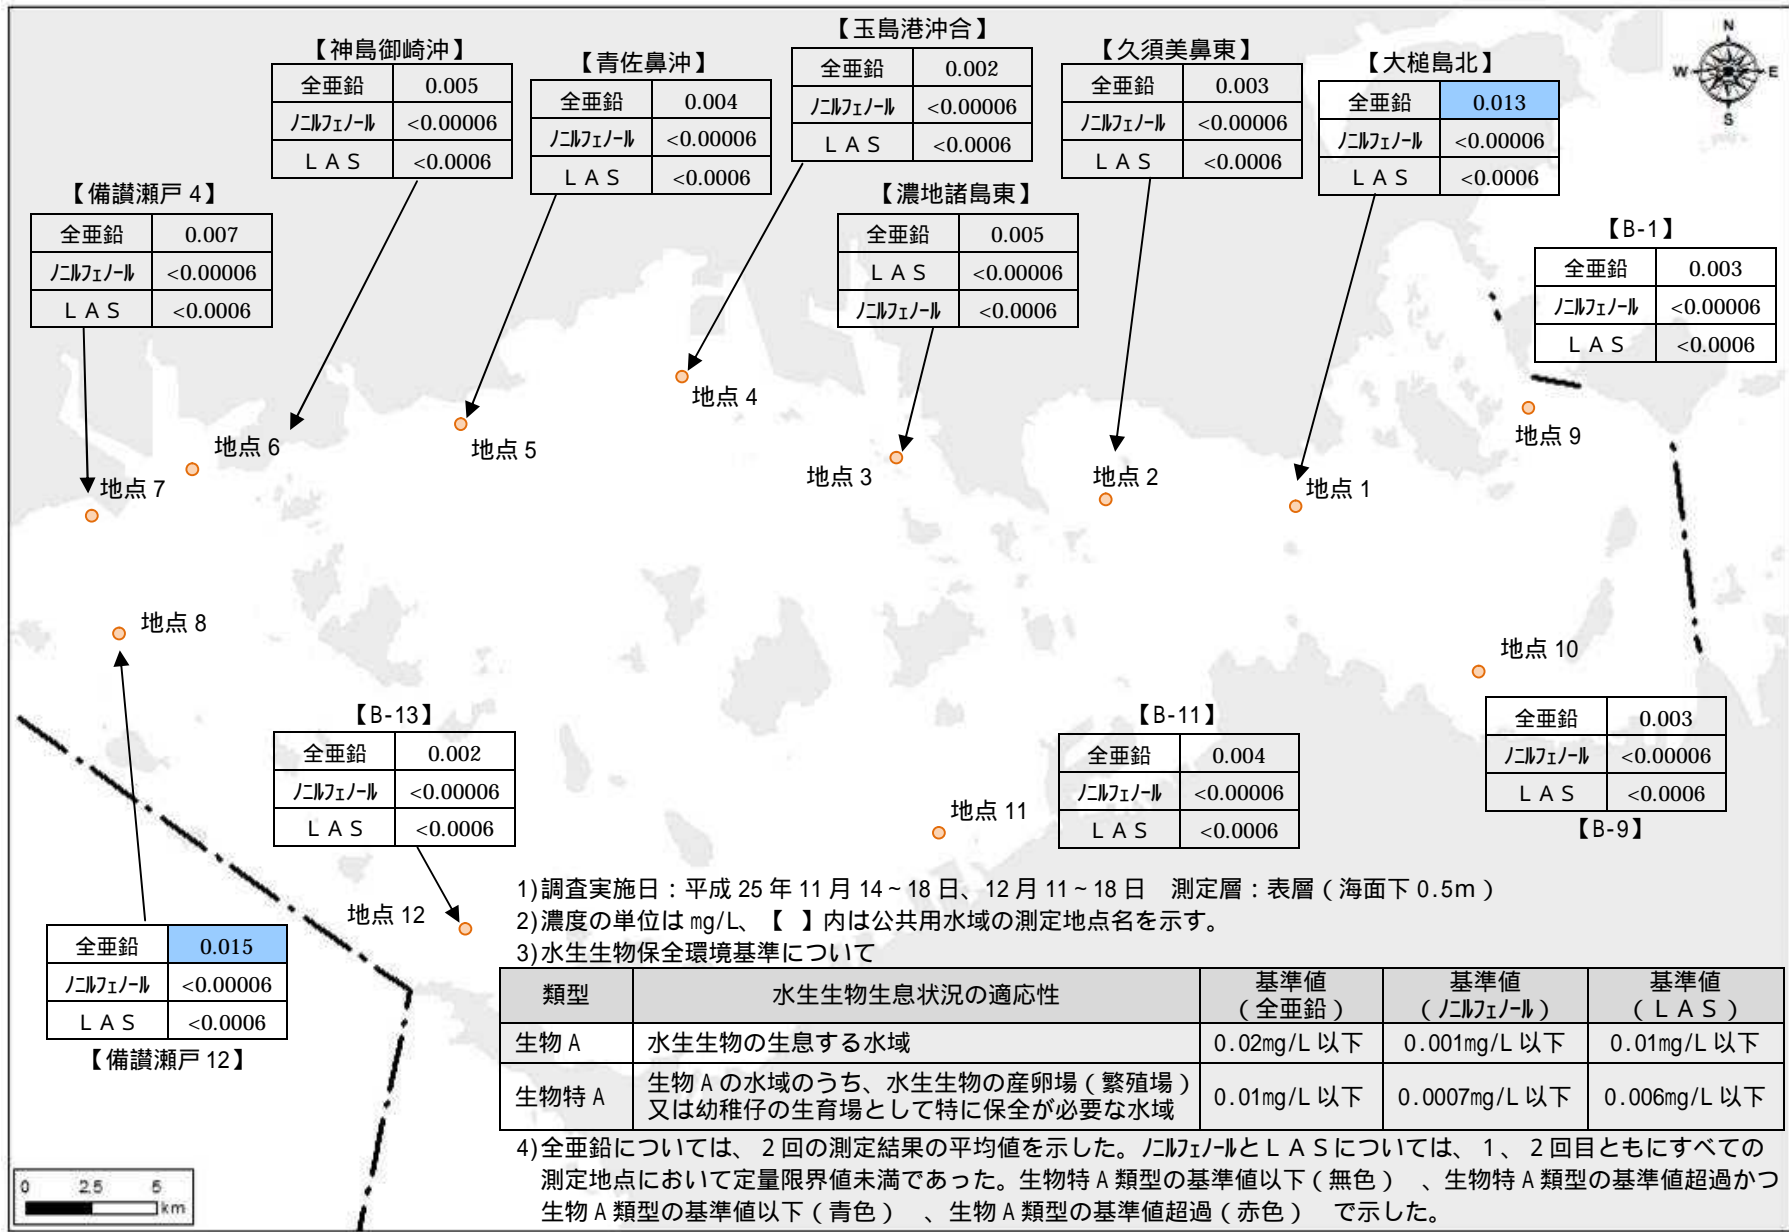 【神島御崎沖】
全亜鉛 0.005
ﾉﾆﾙﾌｪﾉｰﾙ <0.00006
ＬＡＳ <0.0006
【青佐鼻沖】
全亜鉛 0.004
ﾉﾆﾙﾌｪﾉｰﾙ <0.00006
ＬＡＳ <0.0006
【玉島港沖合】
全亜鉛 0.002
ﾉﾆﾙﾌｪﾉｰﾙ <0.00006
ＬＡＳ <0.0006
【久須美鼻東】
全亜鉛 0.003
ﾉﾆﾙﾌｪﾉｰﾙ <0.00006
ＬＡＳ <0.0006
【大槌島北】
全亜鉛 0.013
ﾉﾆﾙﾌｪﾉｰﾙ <0.00006
ＬＡＳ <0.0006
N
W E
S
【備讃瀬戸 4】
全亜鉛 0.007
ﾉﾆﾙﾌｪﾉｰﾙ <0.00006
ＬＡＳ <0.0006
【濃地諸島東】
全亜鉛 0.005
ＬＡＳ <0.00006
ﾉﾆﾙﾌｪﾉｰﾙ <0.0006
【B-1】
全亜鉛 0.003
ﾉﾆﾙﾌｪﾉｰﾙ <0.00006
ＬＡＳ <0.0006
地点 4
地点 9
地点 6
地点 5
地点 3
地点 2
地点 1
地点 7
地点 8
地点 10
【B-13】
全亜鉛 0.002
ﾉﾆﾙﾌｪﾉｰﾙ <0.00006
ＬＡＳ <0.0006
【B-11】
全亜鉛 0.004
ﾉﾆﾙﾌｪﾉｰﾙ <0.00006
ＬＡＳ <0.0006
全亜鉛 0.003
ﾉﾆﾙﾌｪﾉｰﾙ <0.00006
ＬＡＳ <0.0006
【B-9】
地点 11
地点 12
全亜鉛 0.015
ﾉﾆﾙﾌｪﾉｰﾙ <0.00006
ＬＡＳ <0.0006
【備讃瀬戸 12】
1)調査実施日：平成 25 年 11 月 14～18 日、12 月 11～18 日　測定層：表層（海面下 0.5m）
2)濃度の単位は mg/L、【　】内は公共用水域の測定地点名を示す。
3)水生生物保全環境基準について
類型 水生生物生息状況の適応性 基準値（全亜鉛） 基準値（ﾉﾆﾙﾌｪﾉｰﾙ） 基準値（ＬＡＳ）
生物 A 水生生物の生息する水域 0.02mg/L 以下 0.001mg/L 以下 0.01mg/L 以下
生物特 A 生物 A の水域のうち、水生生物の産卵場（繁殖場） 0.01mg/L 以下 0.0007mg/L 以下 0.006mg/L 以下
又は幼稚仔の生育場として特に保全が必要な水域
4)全亜鉛については、２回の測定結果の平均値を示した。ﾉﾆﾙﾌｪﾉｰﾙとＬＡＳについては、１、２回目ともにすべての
測定地点において定量限界値未満であった。生物特 A 類型の基準値以下（無色）　、生物特 A 類型の基準値超過かつ
生物 A 類型の基準値以下（青色）　、生物 A 類型の基準値超過（赤色）　で示した。
0 2.5 5
km